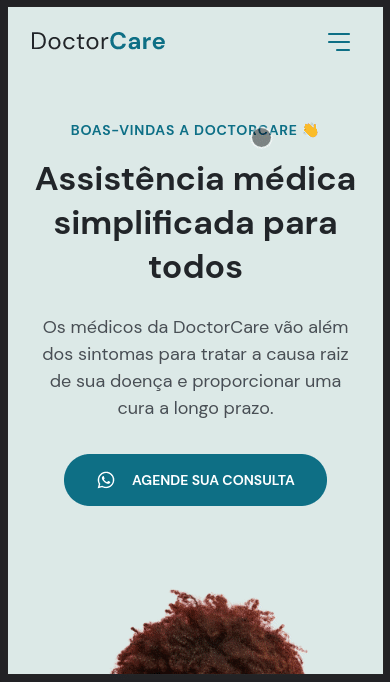 DoctorCare
BOAS-VINDAS A DOCTORCARE 👋
Assistência médica
simplificada para
todos
Os médicos da DoctorCare vão além
dos sintomas para tratar a causa raiz
de sua doença e proporcionar uma
cura a longo prazo.
AGENDE SUA CONSULTA